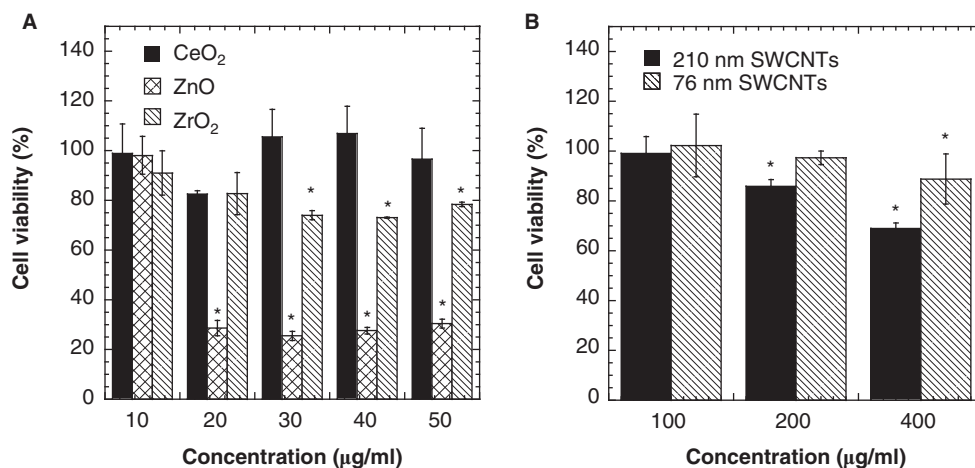 A
140
120
100
80
60
40
20
0
Cell viability (%)
CeO₂
ZnO
ZrO₂
*
*
*
*
*
*
*
10 20 30 40 50
Concentration (μg/ml)
B
140
120
100
80
60
40
20
0
Cell viability (%)
210 nm SWCNTs
76 nm SWCNTs
*
*
*
100 200 400
Concentration (μg/ml)